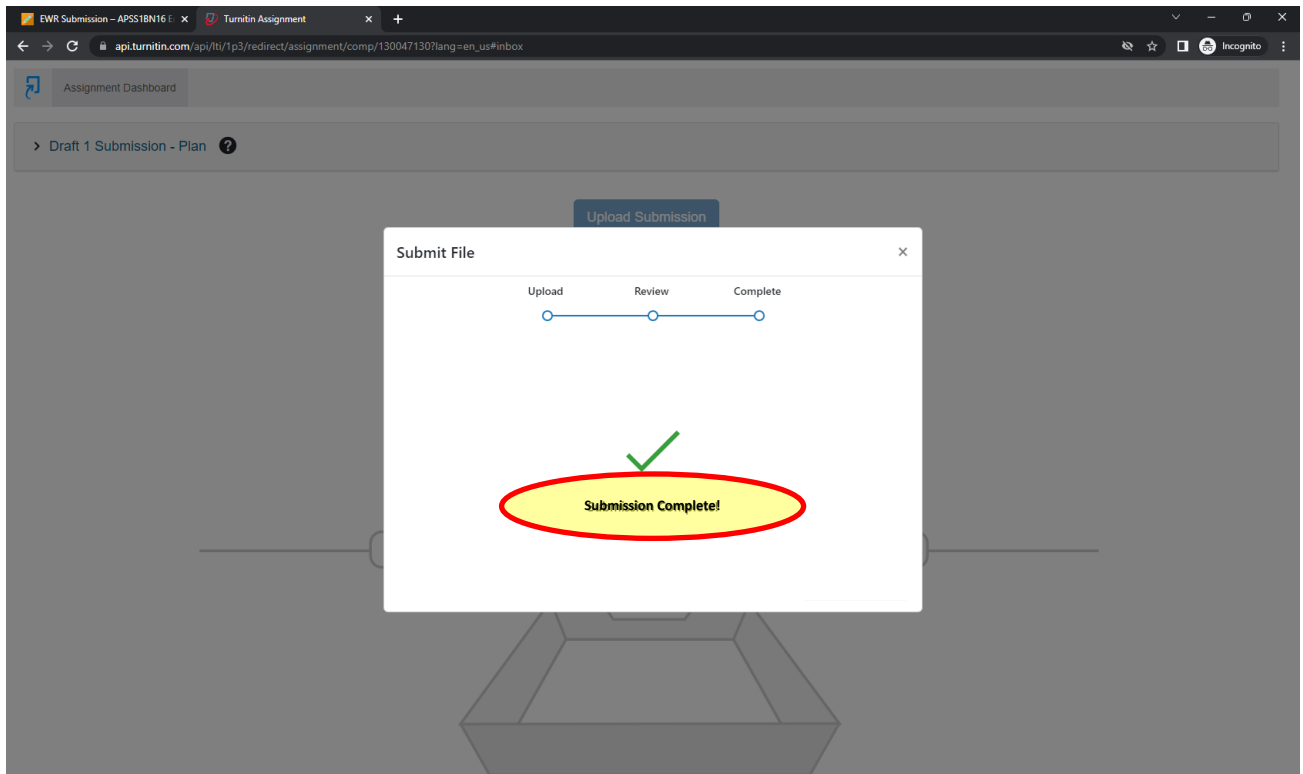 EWR Submission – APSS1BN16 E
Turnitin Assignment
api.turnitin.com/api/lti/1p3/redirect/assignment/comp/130047130?lang=en_us#inbox
Incognito
Assignment Dashboard
Draft 1 Submission - Plan ?
Upload Submission
Submit File
Upload Review Complete
Submission Complete!